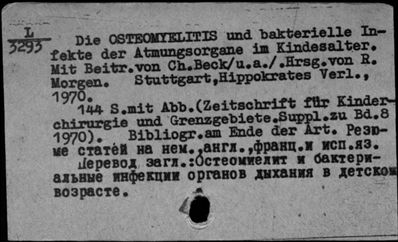 L
3293
Die OSTEOMYELITIS und bakterielle In-
fekte der Atmungsorgane im Kindesalter.
Mit Beitr.von Ch.Beck/u.a./.Hrsg.von R.
Morgen. Stuttgart,Hippokrates Verl.,
1970.
144 S.mit Abb.(Zeitschrift für Kinder-
chirurgie und Grenzgebiete.Suppl.zu Bd.8
1970). Bibliogr.am Ende der Art. Резю-
ме статей на нем.,англ.,франц.и исп.яз.
Перевод загл.:Остеомиелит и бактери-
альные инфекции органов дыхания в детском
возрасте.